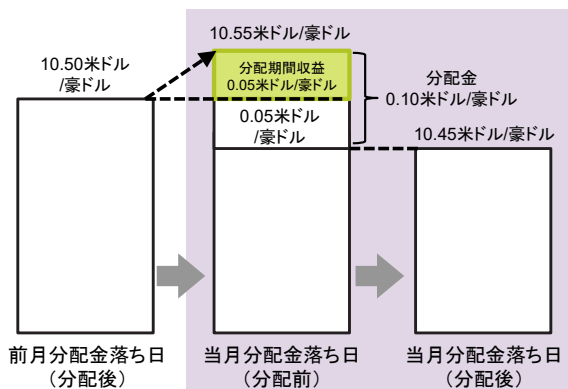 10.50米ドル
/豪ドル
10.55米ドル/豪ドル
分配期間収益
0.05米ドル/豪ドル
0.05米ドル
/豪ドル
分配金
0.10米ドル/豪ドル
10.45米ドル/豪ドル
前月分配金落ち日
（分配後）
当月分配金落ち日
（分配前）
当月分配金落ち日
（分配後）